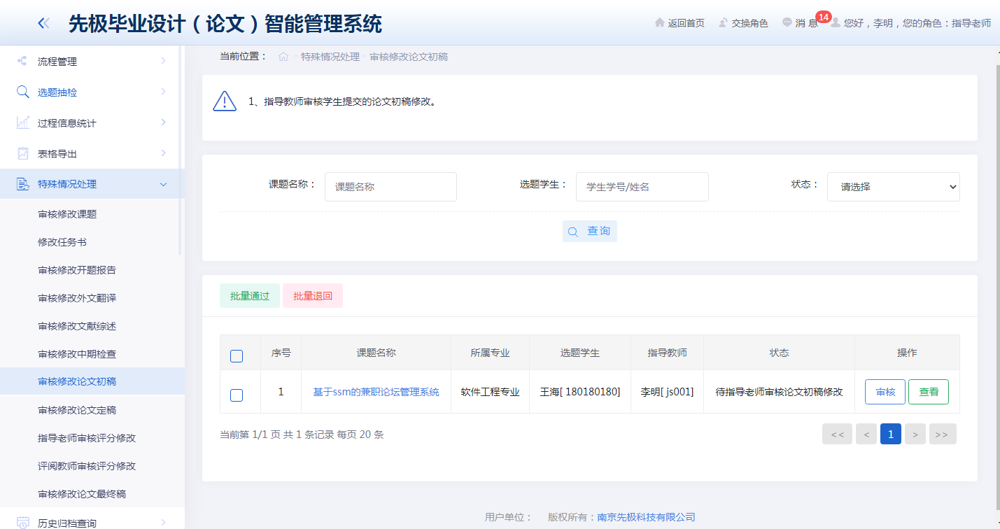 先极毕业设计（论文）智能管理系统
返回首页 交换角色 消 息 14 您好，李明，您的角色：指导老师
流程管理
选题抽检
过程信息统计
表格导出
特殊情况处理
审核修改课题
修改任务书
审核修改开题报告
审核修改外文翻译
审核修改文献综述
审核修改中期检查
审核修改论文初稿
审核修改论文定稿
指导老师审核评分修改
评阅教师审核评分修改
审核修改论文最终稿
历史归档查询
当前位置： 特殊情况处理 审核修改论文初稿
1、指导教师审核学生提交的论文初稿修改。
课题名称： 课题名称 选题学生： 学生学号/姓名 状态： 请选择
查询
批量通过 批量退回
序号 课题名称 所属专业 选题学生 指导教师 状态 操作
1 基于ssm的兼职论坛管理系统 软件工程专业 王海[ 180180180] 李明[ js001] 待指导老师审核论文初稿修改 审核 查看
当前第 1/1 页 共 1 条记录 每页 20 条 << < 1 > >>
用户单位： 版权所有：南京先极科技有限公司